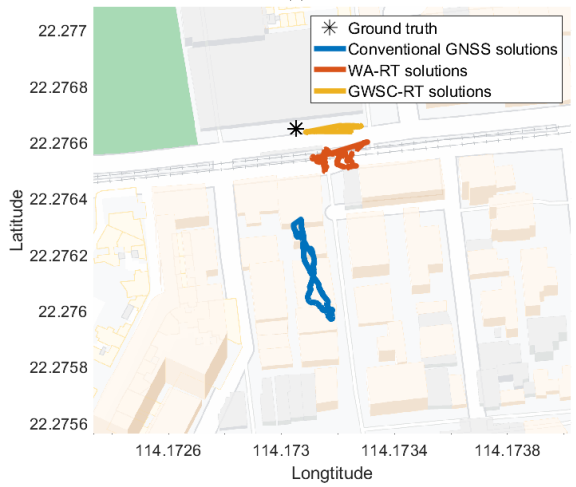 Ground truth
Conventional GNSS solutions
WA-RT solutions
GWSC-RT solutions
22.277
22.2768
22.2766
22.2764
22.2762
22.276
22.2758
22.2756
Latitude
114.1726
114.173
114.1734
114.1738
Longtitude